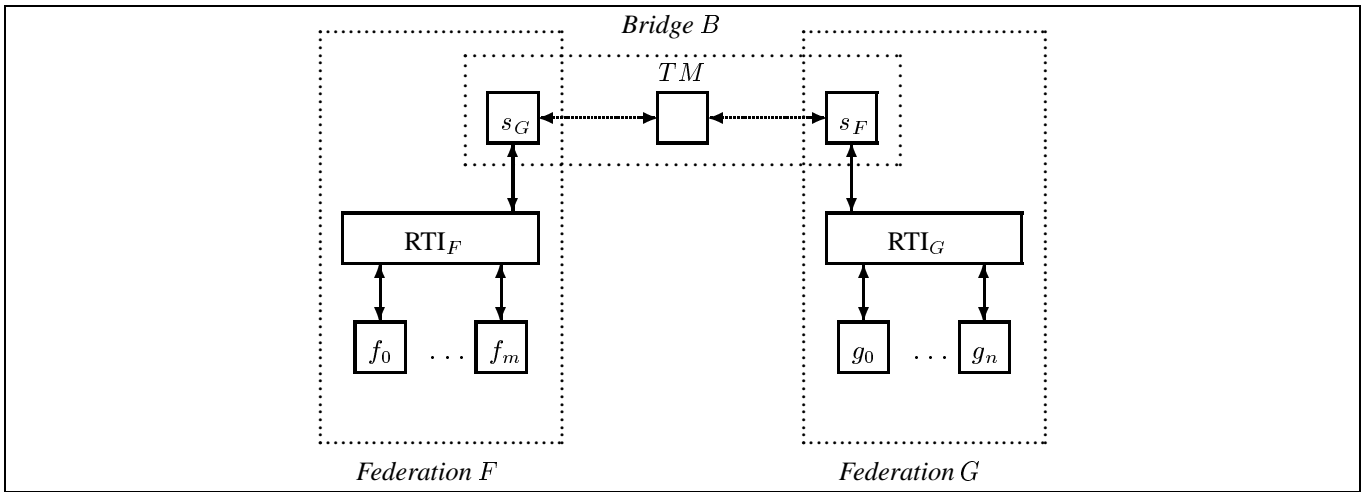 Bridge B
TM
s_G
s_F
RTI_F
RTI_G
f_0 ... f_m
g_0 ... g_n
Federation F
Federation G